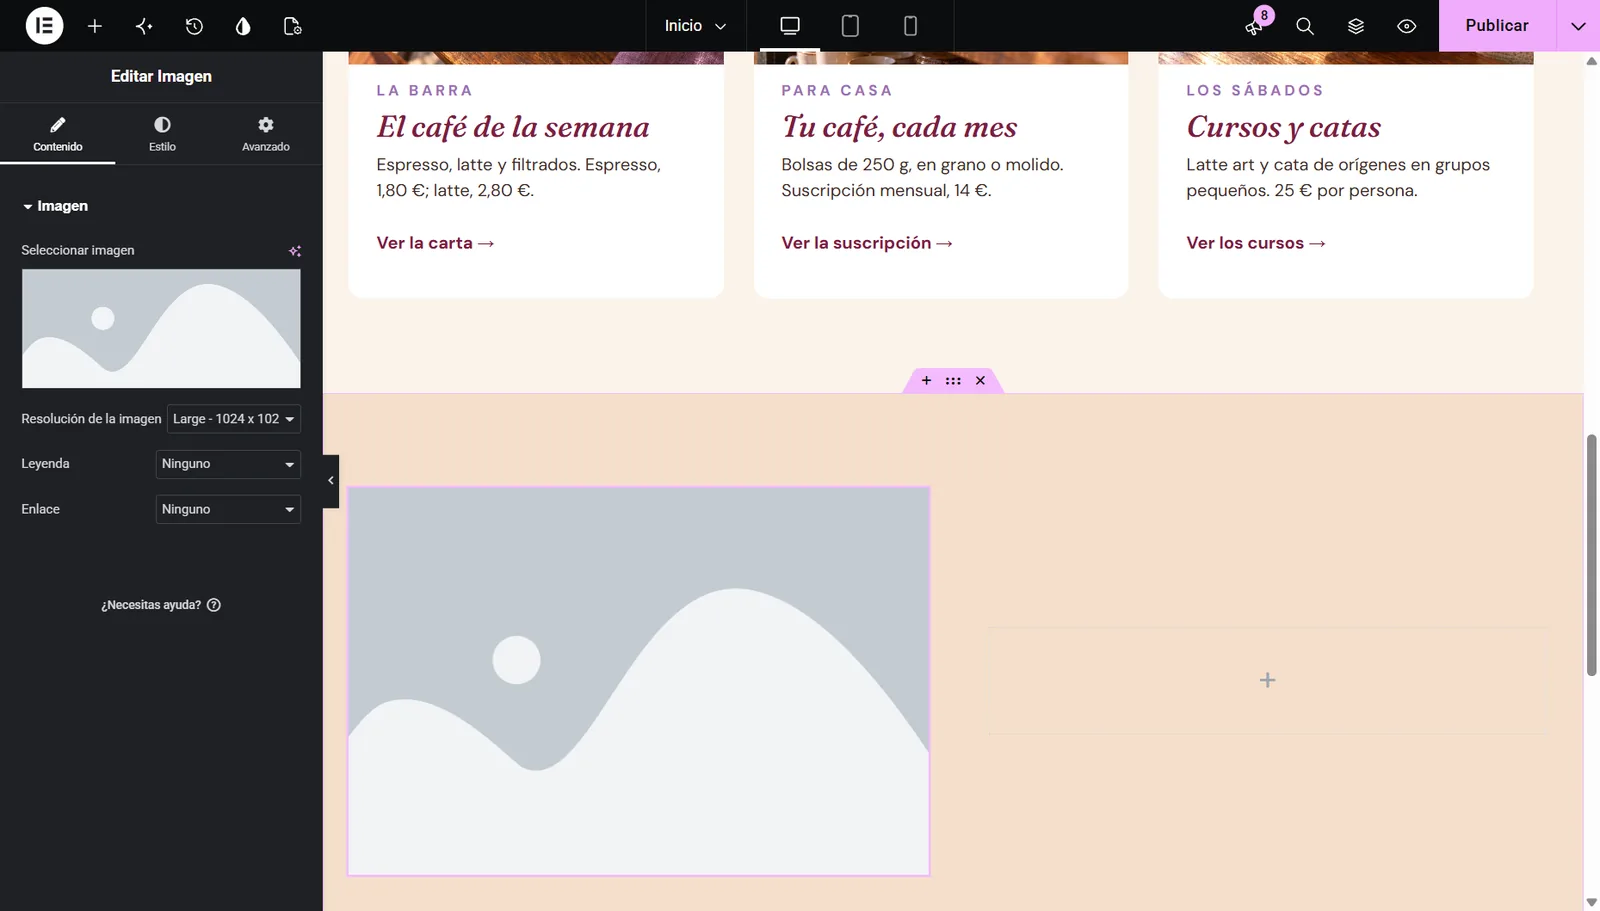 Inicio
8
Publicar
Editar Imagen
Contenido
Estilo
Avanzado
Imagen
Seleccionar imagen
Resolución de la imagen
Large - 1024 x 102
Leyenda
Ninguno
Enlace
Ninguno
¿Necesitas ayuda?
LA BARRA
El café de la semana
Espresso, latte y filtrados. Espresso,
1,80 €; latte, 2,80 €.
Ver la carta →
PARA CASA
Tu café, cada mes
Bolsas de 250 g, en grano o molido.
Suscripción mensual, 14 €.
Ver la suscripción →
LOS SÁBADOS
Cursos y catas
Latte art y cata de orígenes en grupos
pequeños. 25 € por persona.
Ver los cursos →